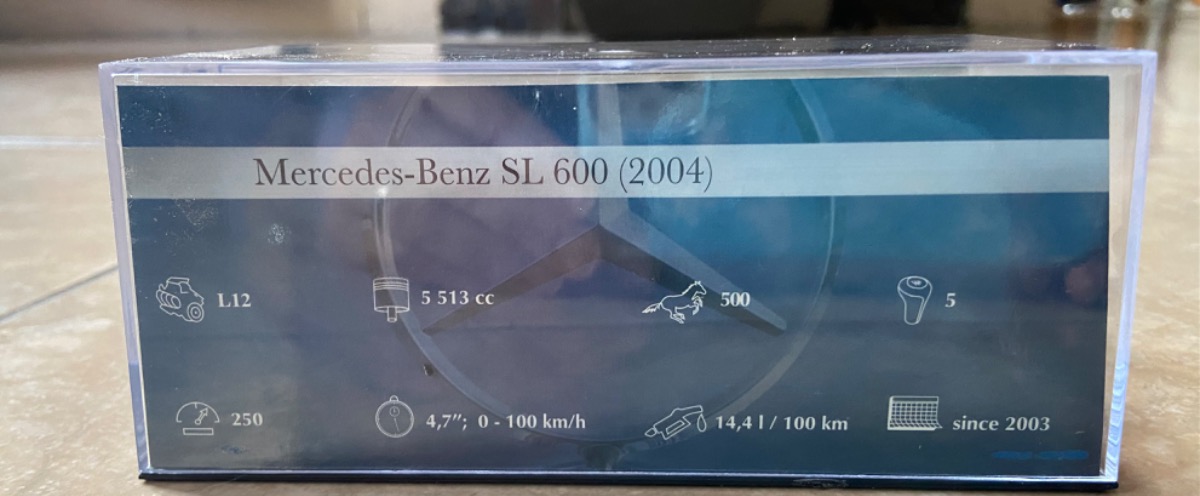 Mercedes-Benz SL 600 (2004)
L12 5 513 cc 500 5
250 4,7"; 0 - 100 km/h 14,4 l / 100 km since 2003